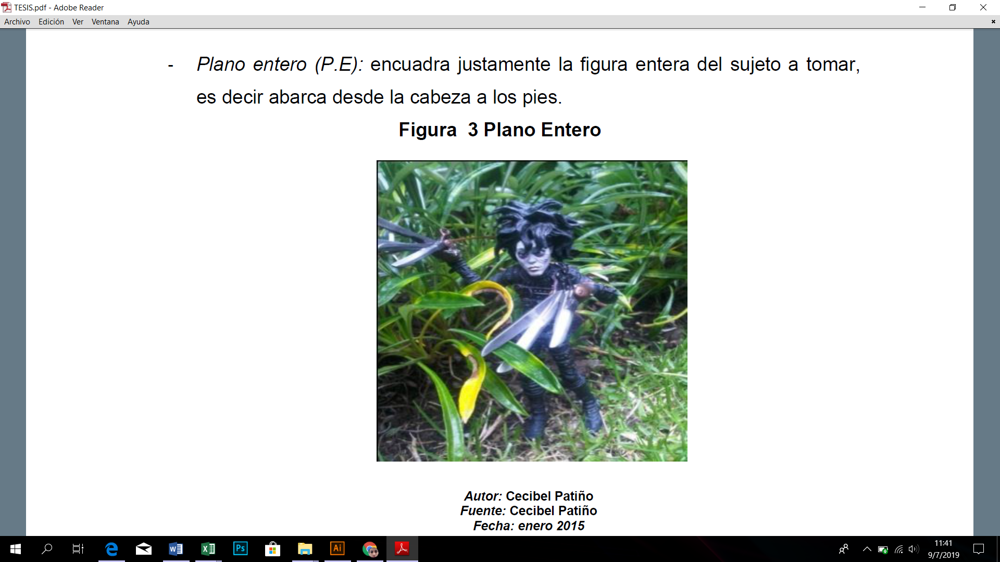 TESIS.pdf - Adobe Reader
Archivo Edición Ver Ventana Ayuda
- Plano entero (P.E): encuadra justamente la figura entera del sujeto a tomar,
es decir abarca desde la cabeza a los pies.
Figura 3 Plano Entero
Autor: Cecibel Patiño
Fuente: Cecibel Patiño
Fecha: enero 2015
Ps
Ai
11:41
9/7/2019